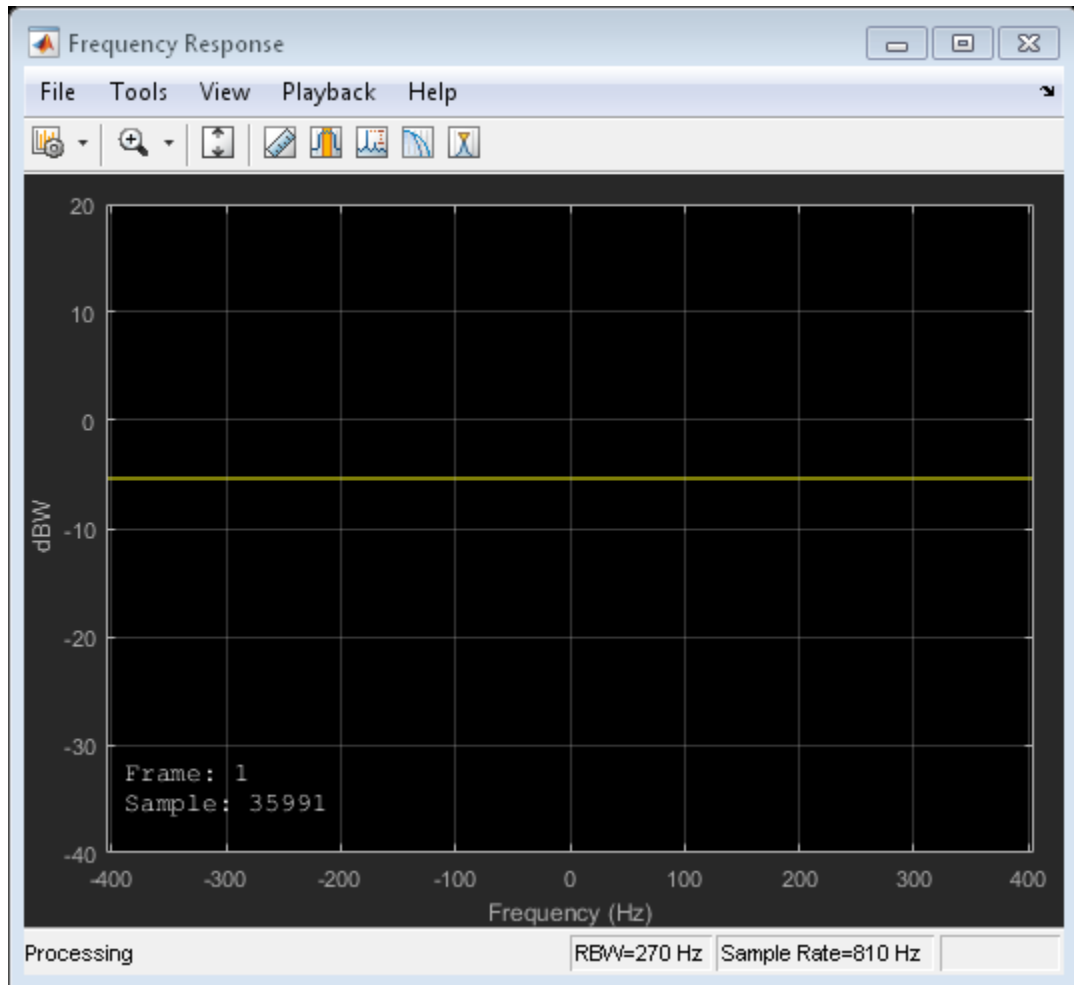 Frequency Response
File Tools View Playback Help
20
10
0
-10
-20
-30
-40
dBW
Frame: 1
Sample: 35991
-400 -300 -200 -100 0 100 200 300 400
Frequency (Hz)
Processing RBW=270 Hz Sample Rate=810 Hz